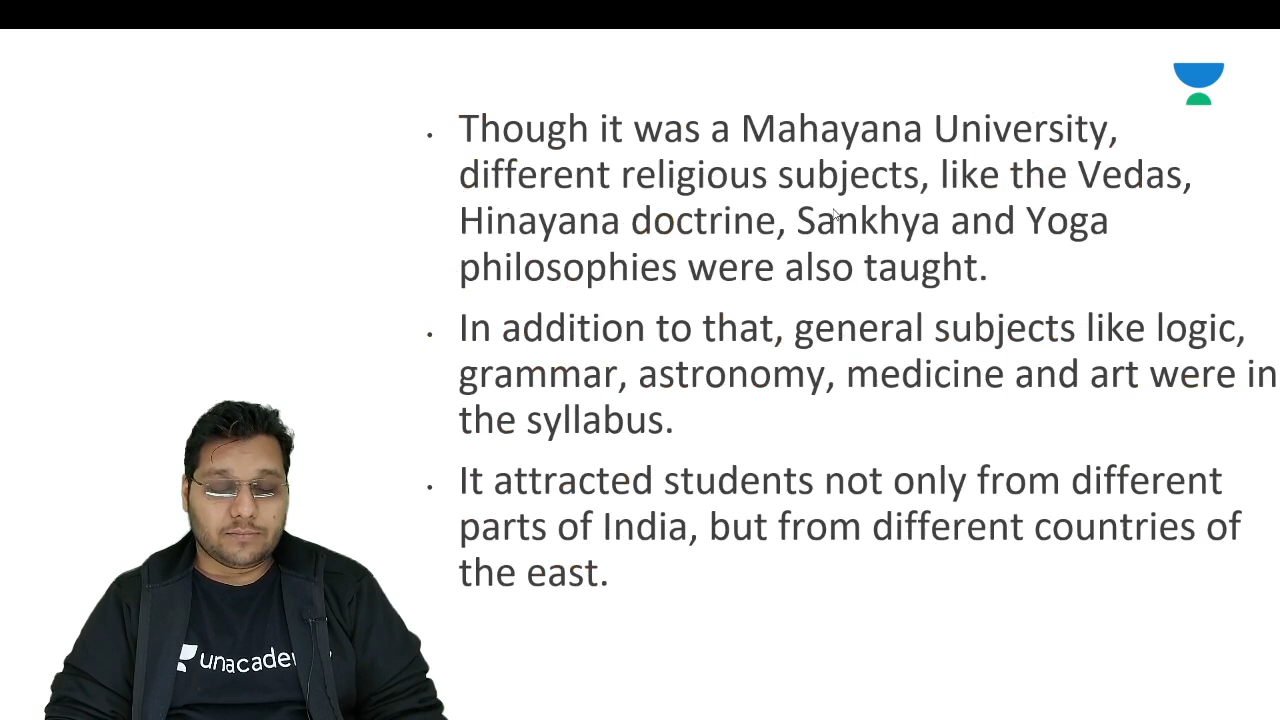 Though it was a Mahayana University,
different religious subjects, like the Vedas,
Hinayana doctrine, Sankhya and Yoga
philosophies were also taught.
In addition to that, general subjects like logic,
grammar, astronomy, medicine and art were in
the syllabus.
It attracted students not only from different
parts of India, but from different countries of
the east.
unacade